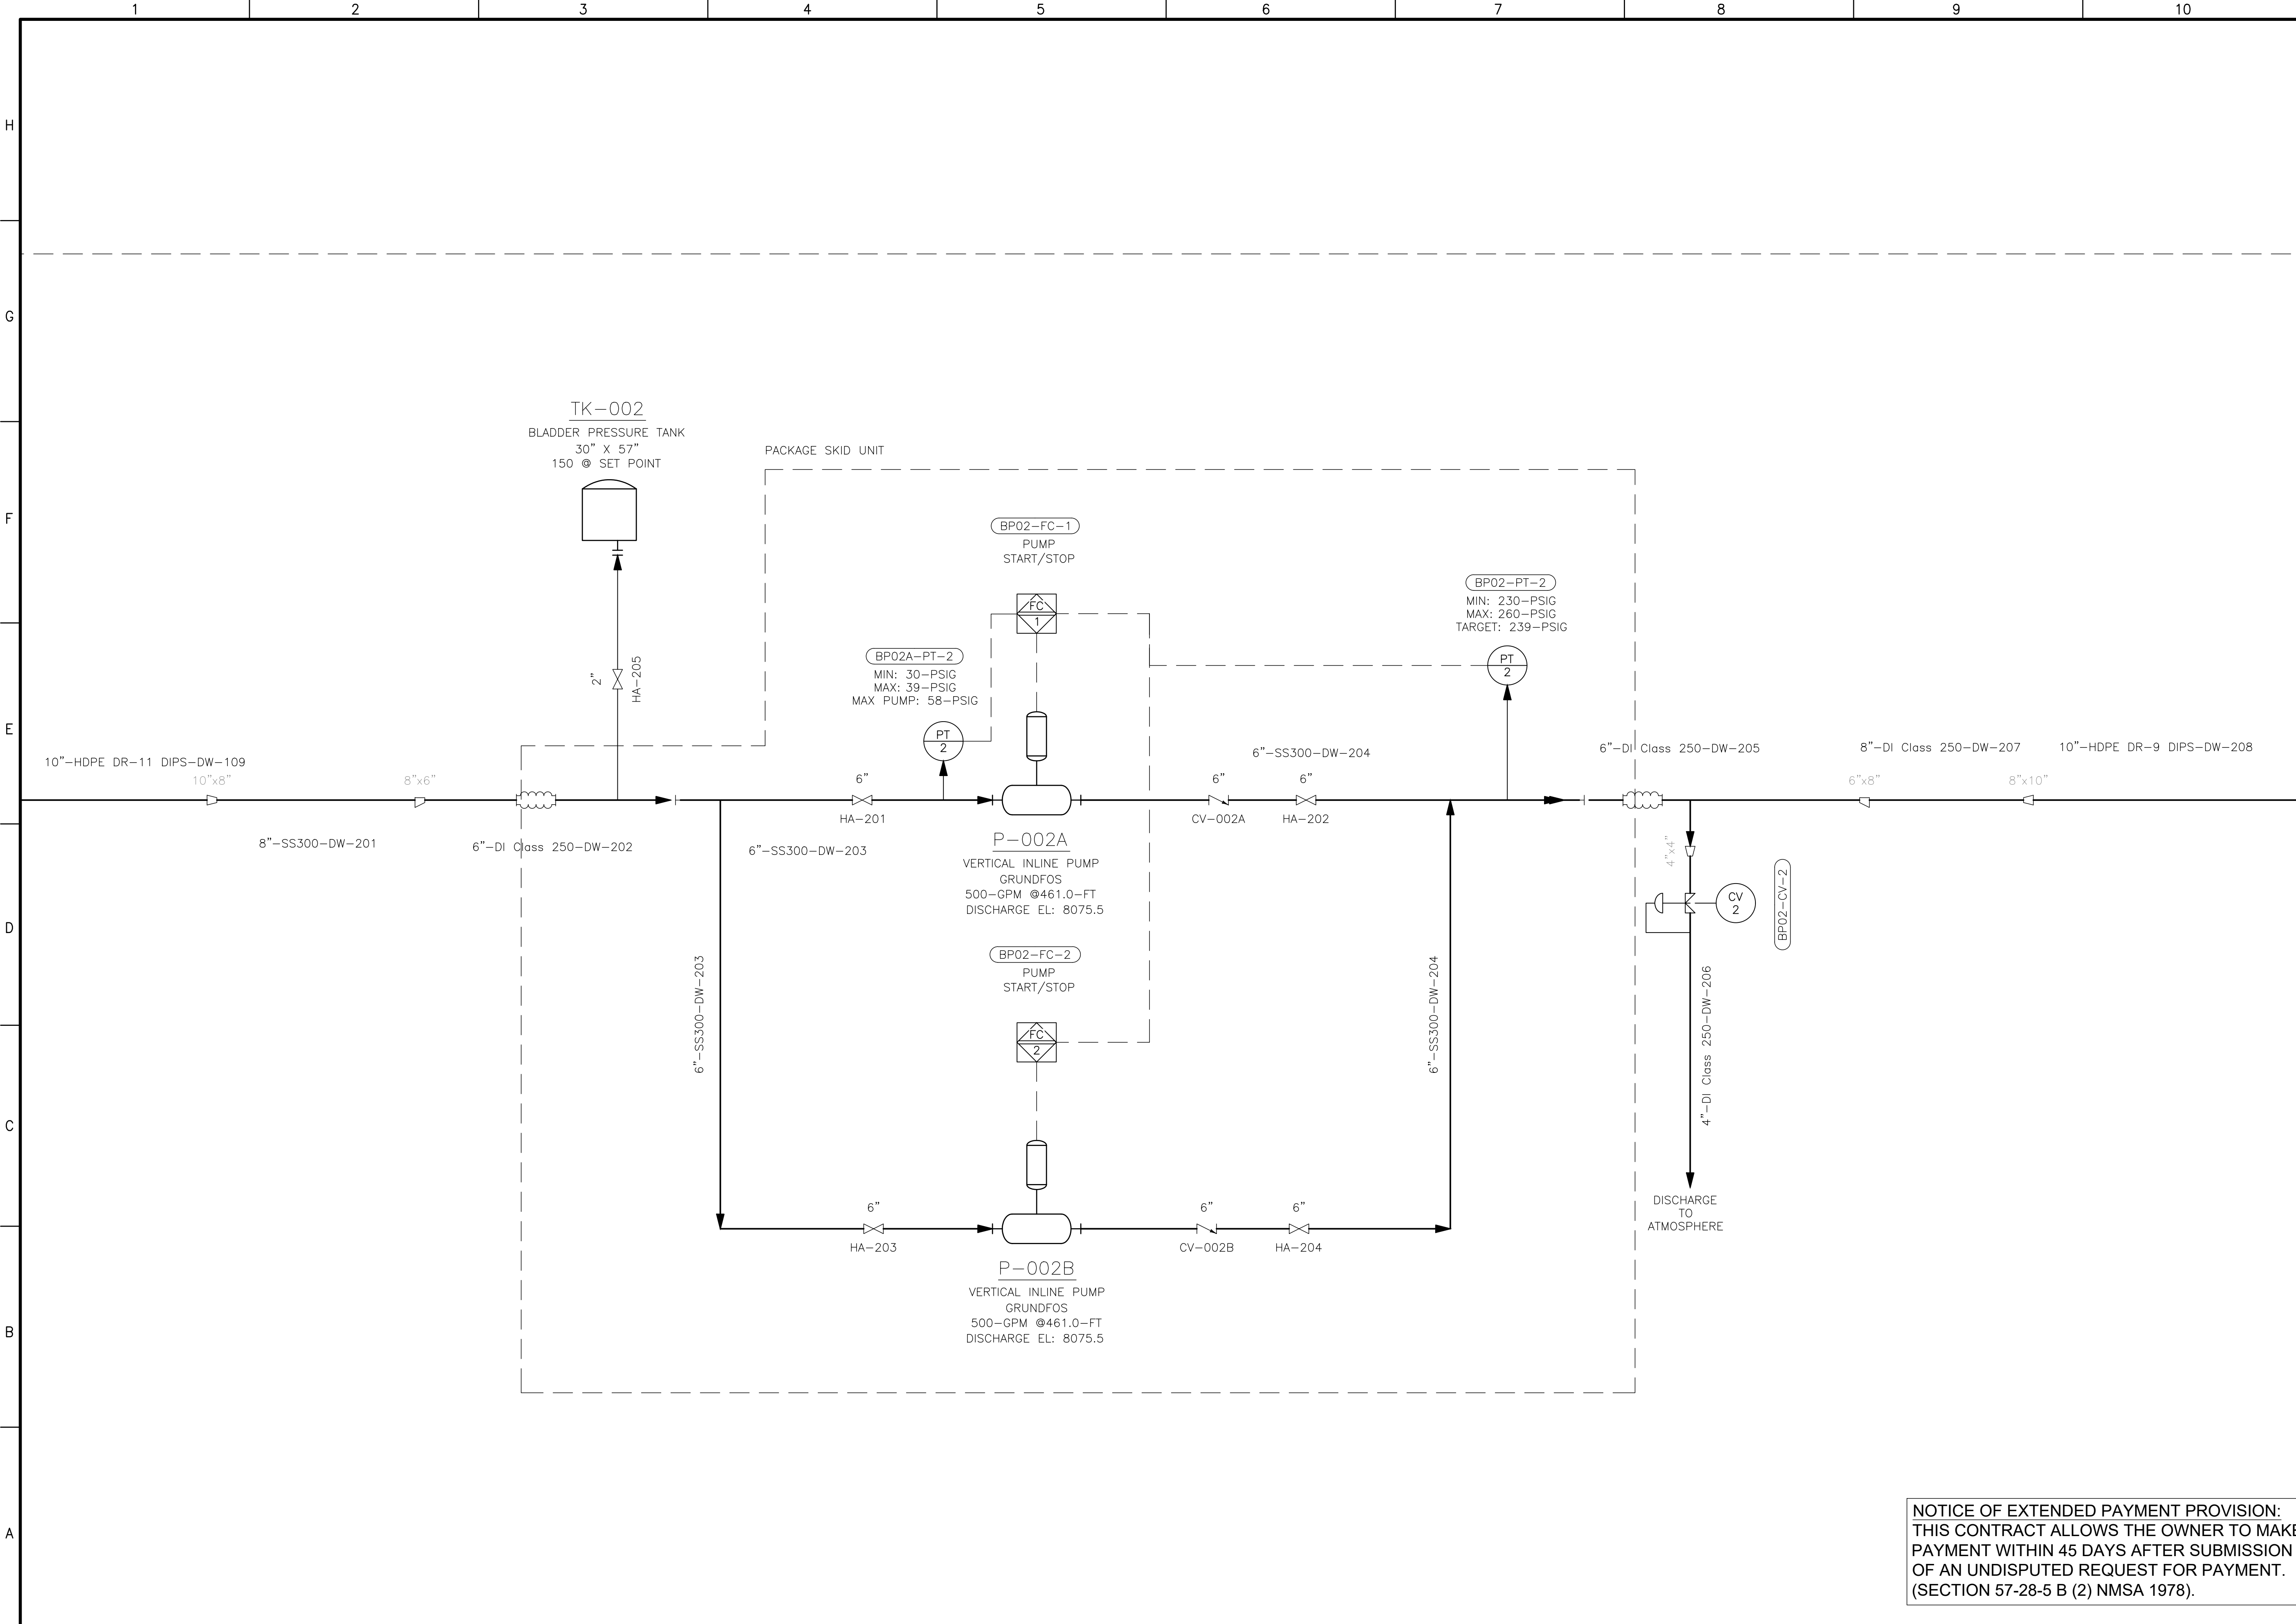 1 2 3 4 5 6 7 8 9 10
H
G
F
E
D
C
B
A
TK-002
BLADDER PRESSURE TANK
30" X 57"
150 @ SET POINT
PACKAGE SKID UNIT
BP02-FC-1
PUMP
START/STOP
FC
1
BP02-PT-2
MIN: 230-PSIG
MAX: 260-PSIG
TARGET: 239-PSIG
PT
2
BP02A-PT-2
MIN: 30-PSIG
MAX: 39-PSIG
MAX PUMP: 58-PSIG
PT
2
2"
HA-205
10"-HDPE DR-11 DIPS-DW-109
10"x8"
8"x6"
8"-SS300-DW-201
6"-DI Class 250-DW-202
6"-SS300-DW-203
6"
HA-201
6"
CV-002A
6"
HA-202
6"-SS300-DW-204
6"-DI Class 250-DW-205
8"-DI Class 250-DW-207
10"-HDPE DR-9 DIPS-DW-208
6"x8"
8"x10"
P-002A
VERTICAL INLINE PUMP
GRUNDFOS
500-GPM @461.0-FT
DISCHARGE EL: 8075.5
4"x4"
CV
2
BP02-CV-2
BP02-FC-2
PUMP
START/STOP
FC
2
6"-SS300-DW-203
6"-SS300-DW-204
4"-DI Class 250-DW-206
DISCHARGE
TO
ATMOSPHERE
6"
HA-203
6"
CV-002B
6"
HA-204
P-002B
VERTICAL INLINE PUMP
GRUNDFOS
500-GPM @461.0-FT
DISCHARGE EL: 8075.5
NOTICE OF EXTENDED PAYMENT PROVISION:
THIS CONTRACT ALLOWS THE OWNER TO MAKE
PAYMENT WITHIN 45 DAYS AFTER SUBMISSION
OF AN UNDISPUTED REQUEST FOR PAYMENT.
(SECTION 57-28-5 B (2) NMSA 1978).